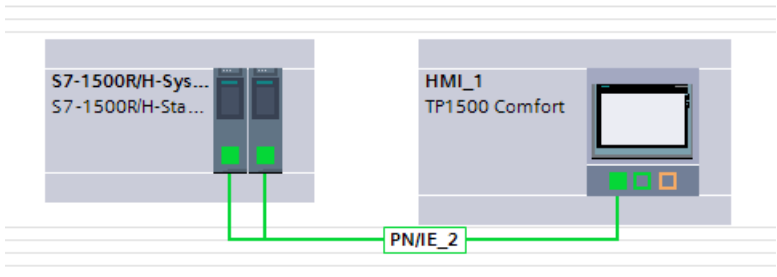 S7-1500R/H-Sys...
S7-1500R/H-Sta...
HMI_1
TP1500 Comfort
PN/IE_2